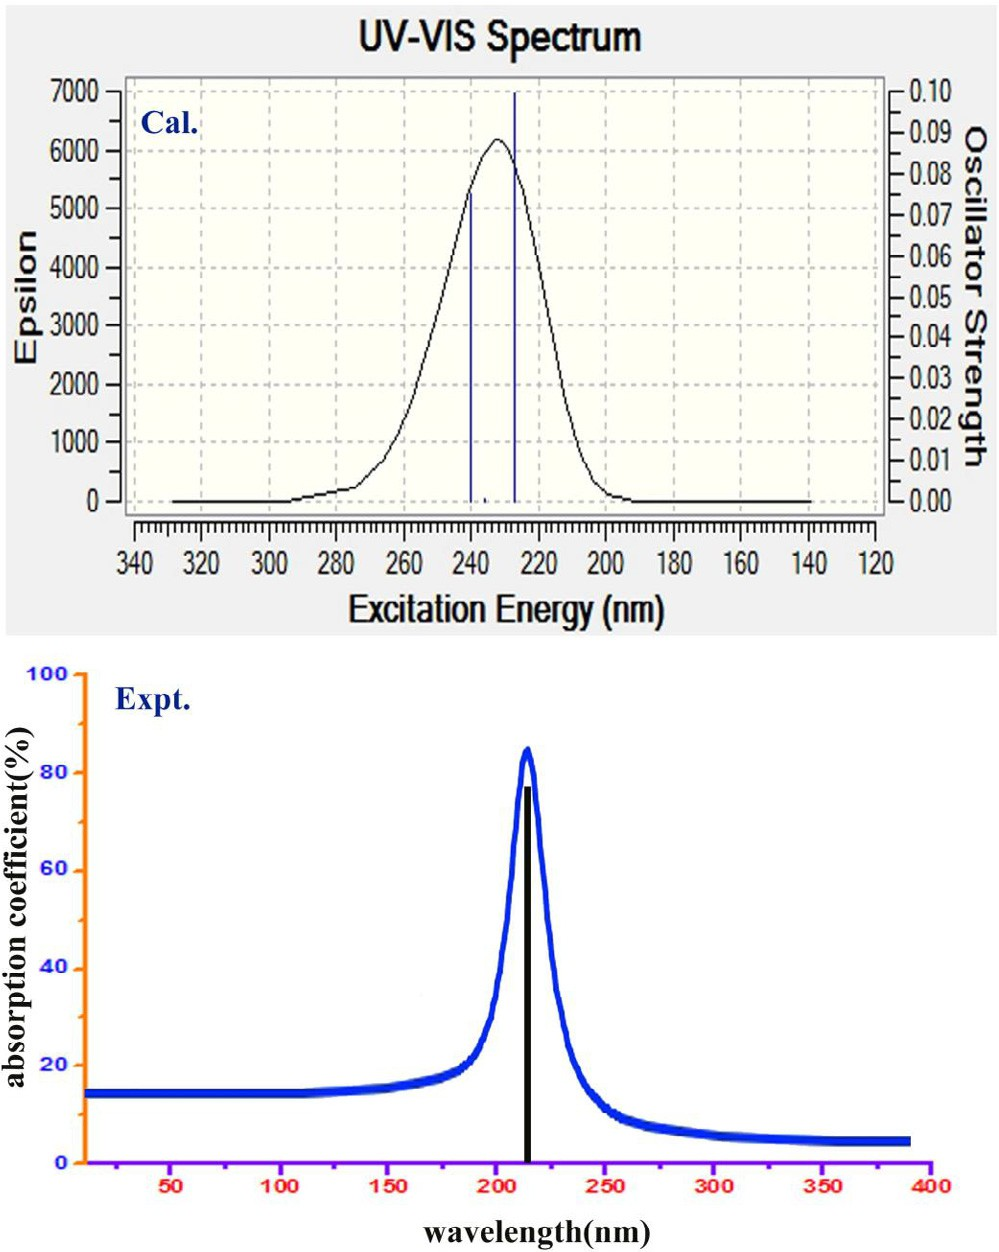 UV-VIS Spectrum
Cal.
7000
6000
5000
4000
3000
2000
1000
0
Epsilon
0.10
0.09
0.08
0.07
0.06
0.05
0.04
0.03
0.02
0.01
0.00
Oscillator Strength
340 320 300 280 260 240 220 200 180 160 140 120
Excitation Energy (nm)
Expt.
100
80
60
40
20
0
absorption coefficient(%)
50 100 150 200 250 300 350 400
wavelength(nm)